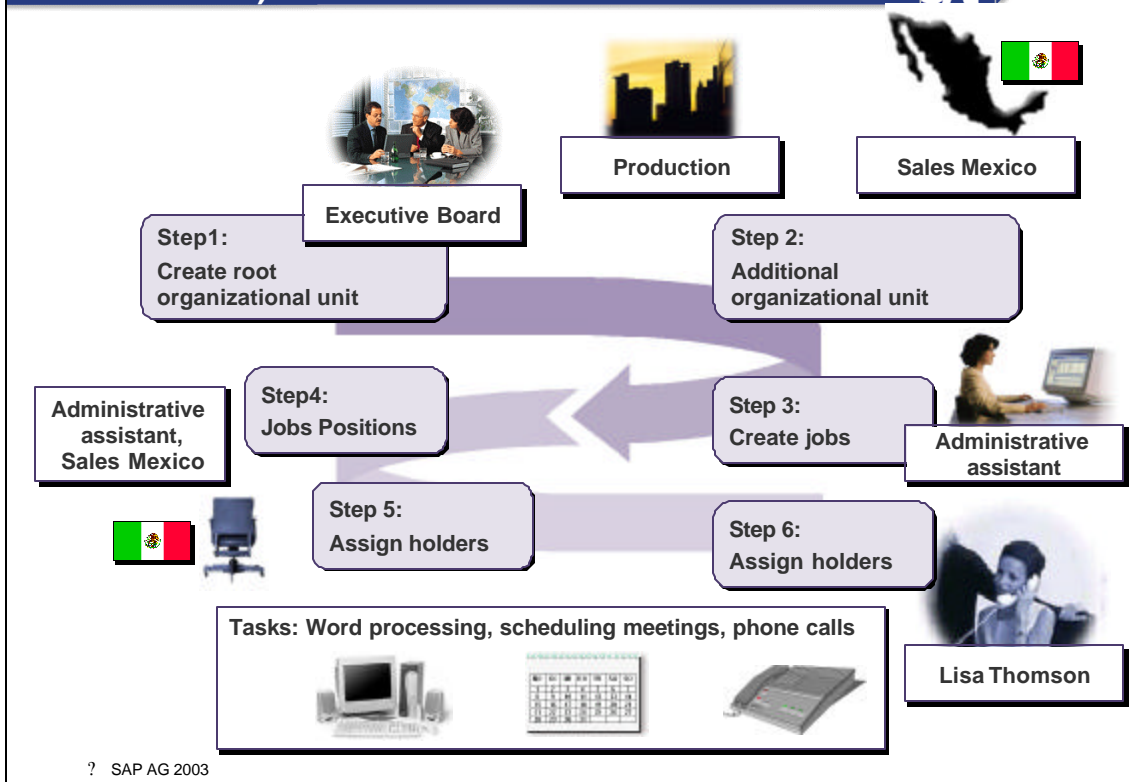 Production
Sales Mexico
Executive Board
Step1:
Create root
organizational unit
Step 2:
Additional
organizational unit
Administrative
assistant,
Sales Mexico
Step4:
Jobs Positions
Step 3:
Create jobs
Administrative
assistant
Step 5:
Assign holders
Step 6:
Assign holders
Tasks: Word processing, scheduling meetings, phone calls
Lisa Thomson
? SAP AG 2003